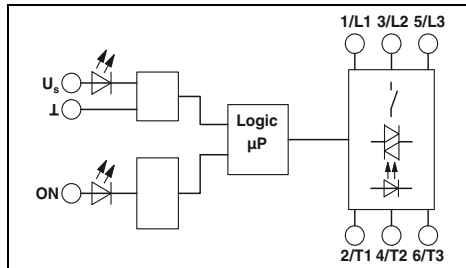 1/L1 3/L2 5/L3
Us
⊥
Logic
µP
ON
2/T1 4/T2 6/T3